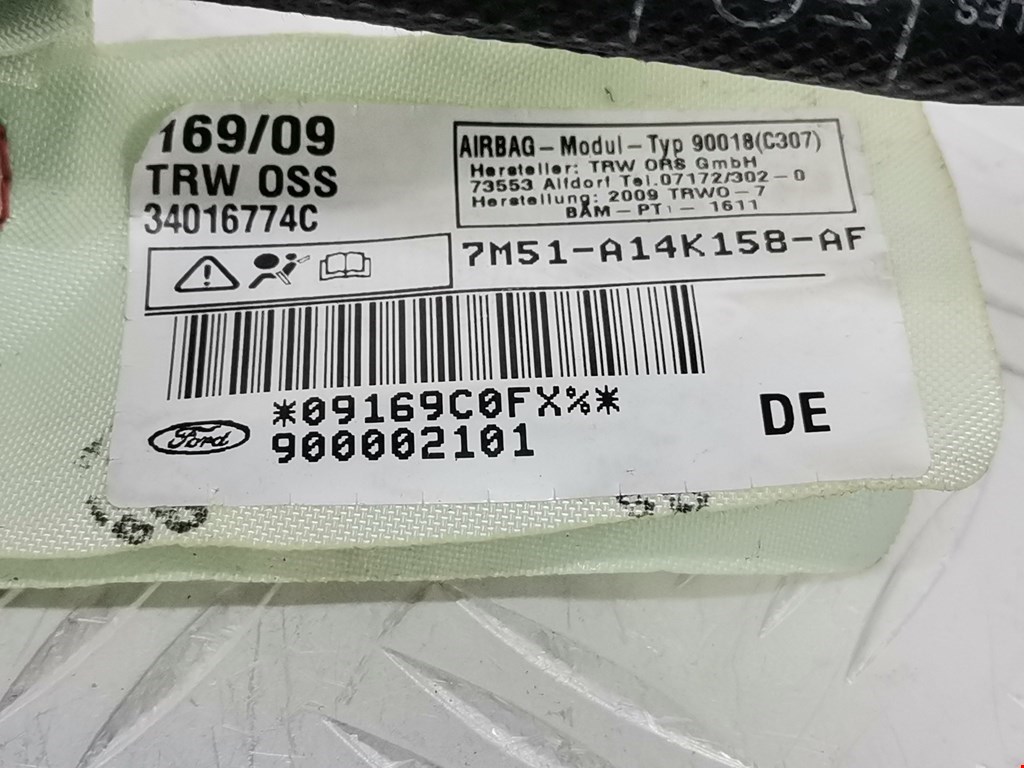 169/09
TRW OSS
34016774C
AIRBAG-Modul-Typ 90018(C307)
Hersteller: TRW ORS GmbH
73553 Alfdorf Tel.07172/302-0
Herstellung: 2009 TRWO-7
BAM-PT1-1611
7M51-A14K158-AF
*09169C0FX%*
900002101
Ford
DE